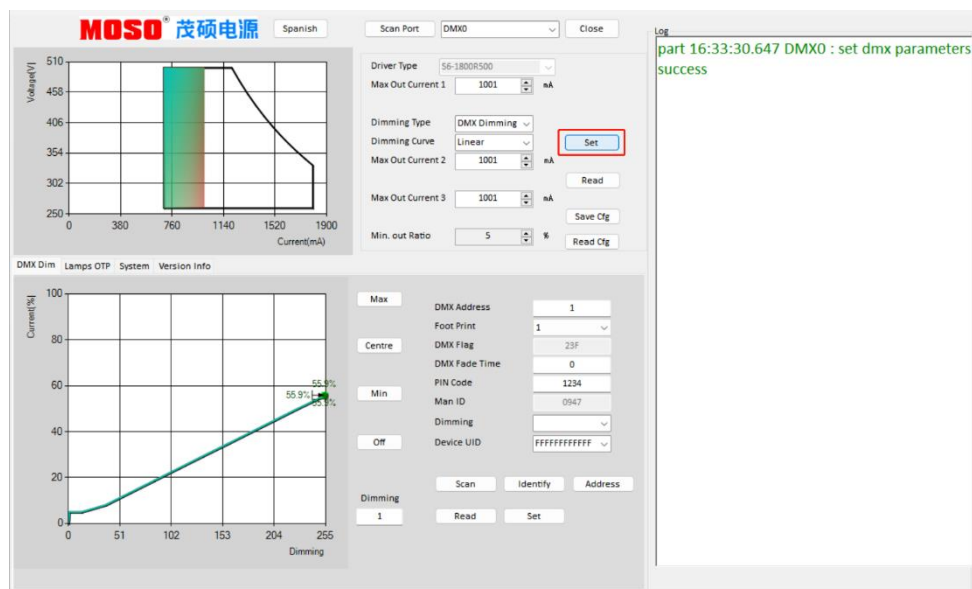 MOSO® 茂硕电源
Spanish
Scan Port
DMX0
Close
Log
part 16:33:30.647 DMX0 : set dmx parameters
success
Voltage(V)
510
458
406
354
302
250
0 380 760 1140 1520 1900
Current(mA)
Driver Type S6-1800R500
Max Out Current 1 1001 mA
Dimming Type DMX Dimming
Dimming Curve Linear
Set
Max Out Current 2 1001 mA
Read
Max Out Current 3 1001 mA
Save Cfg
Min. out Ratio 5 %
Read Cfg
DMX Dim Lamps OTP System Version Info
Current(%)
100
80
60
40
20
0
55.9%
55.9%
55.9%
0 51 102 153 204 255
Dimming
Max
Centre
Min
Off
Dimming
1
DMX Address 1
Foot Print 1
DMX Flag 23F
DMX Fade Time 0
PIN Code 1234
Man ID 0947
Dimming
Device UID FFFFFFFFFFFF
Scan Identify Address
Read Set